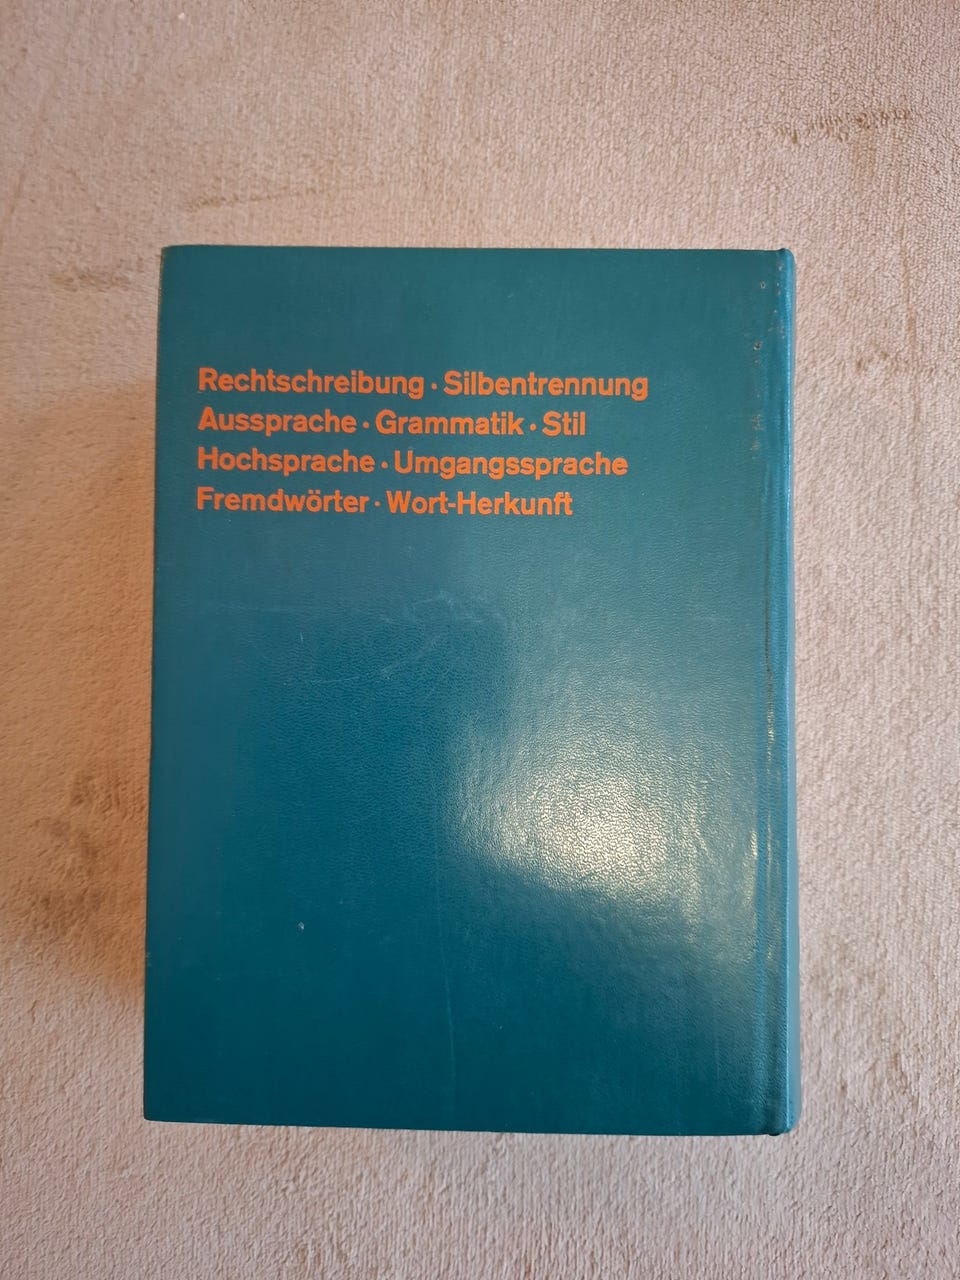 Rechtschreibung · Silbentrennung
Aussprache · Grammatik · Stil
Hochsprache · Umgangssprache
Fremdwörter · Wort-Herkunft